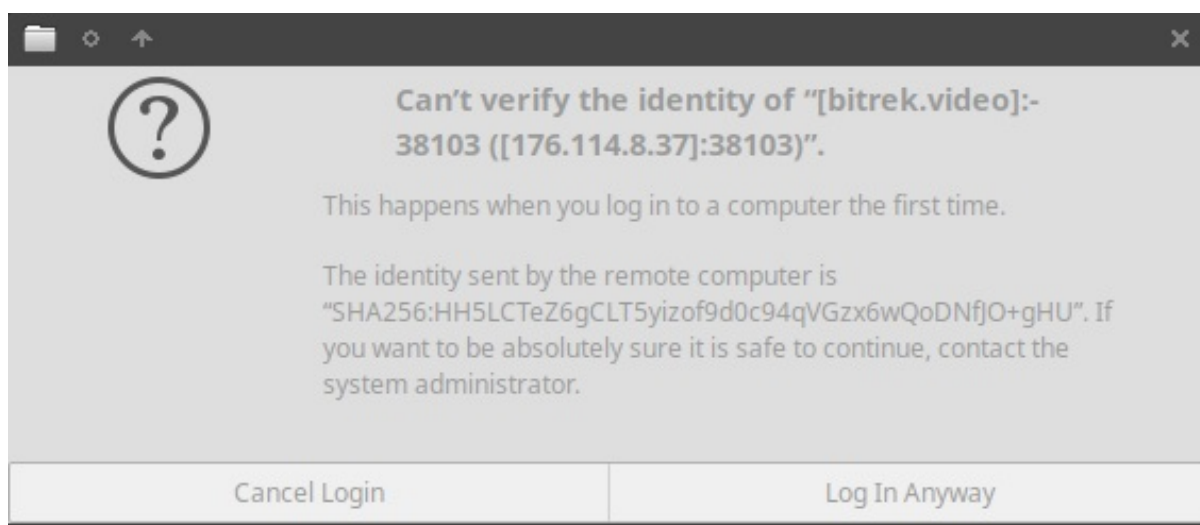 Can't verify the identity of “[bitrek.video]:-
38103 ([176.114.8.37]:38103)”.
This happens when you log in to a computer the first time.
The identity sent by the remote computer is
“SHA256:HH5LCTeZ6gCLT5yizof9d0c94qVGzx6wQoDNfJO+gHU”. If
you want to be absolutely sure it is safe to continue, contact the
system administrator.
Cancel Login
Log In Anyway